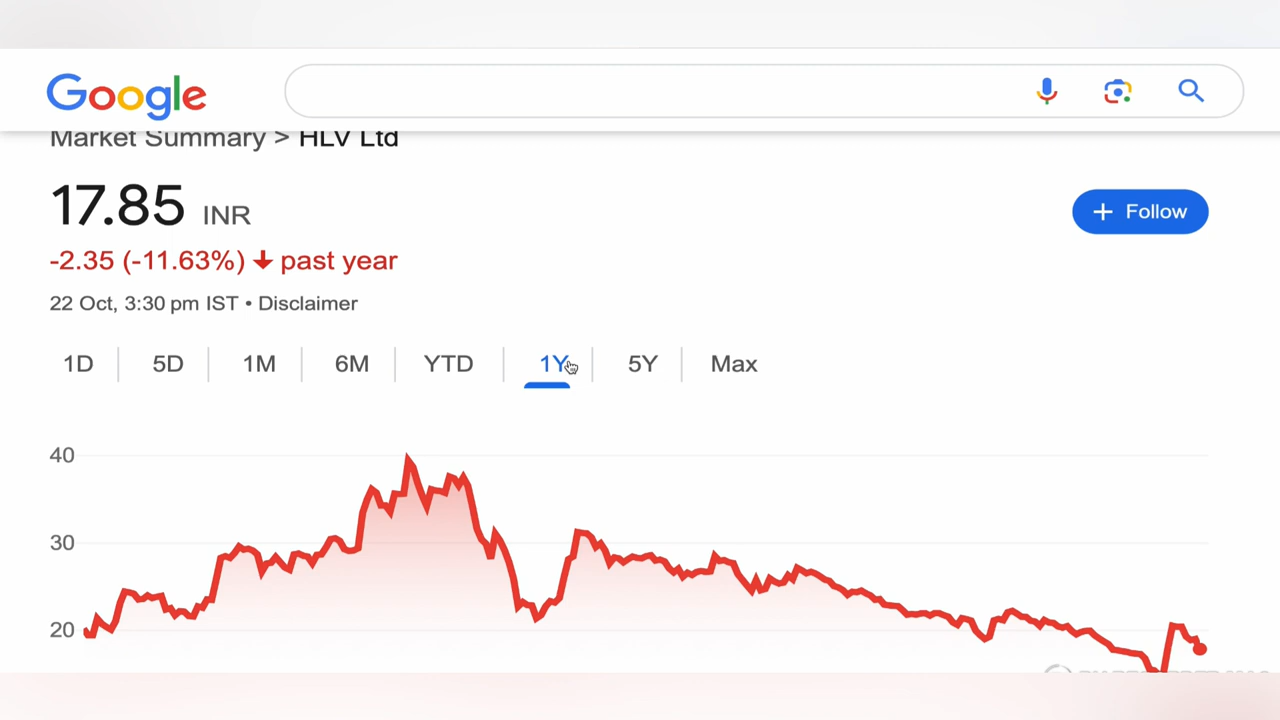 Google
Market Summary > HLV Ltd
17.85 INR
+ Follow
-2.35 (-11.63%) ↓ past year
22 Oct, 3:30 pm IST • Disclaimer
1D 5D 1M 6M YTD 1Y 5Y Max
40
30
20